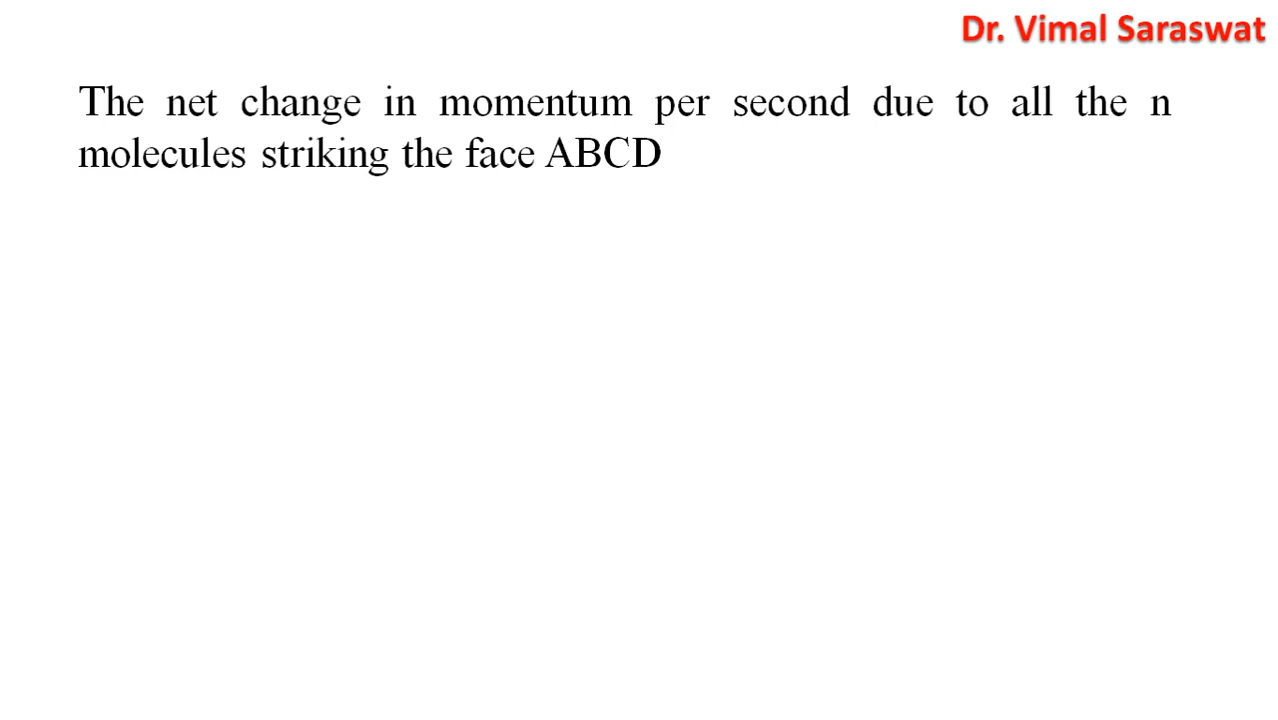 Dr. Vimal Saraswat
The net change in momentum per second due to all the n
molecules striking the face ABCD